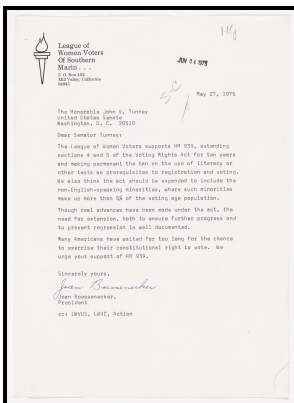 League of
Women Voters
Of Southern
Marin . . .
P. O. Box 462
Mill Valley, California
94941
JUN 04 1975
May 27, 1975
The Honorable John V. Tunney
United States Senate
Washington, D. C. 20510
Dear Senator Tunney:
The League of Women Voters supports HR 939, extending
sections 4 and 5 of the Voting Rights Act for ten years
and making permanent the ban on the use of literacy or
other tests as prerequisites to registration and voting.
We also think the act should be expanded to include the
non-English-speaking minorities, where such minorities
make up more than 5% of the voting age population.
Though real advances have been made under the act, the
need for extension, both to ensure further progress and
to prevent regression is well documented.
Many Americans have waited far too long for the chance
to exercise their constitutional right to vote. We
urge your support of HR 939.
Sincerely yours,
Joan Boessenecker
Joan Boessenecker,
President
cc: LWVUS, LWVC, Action